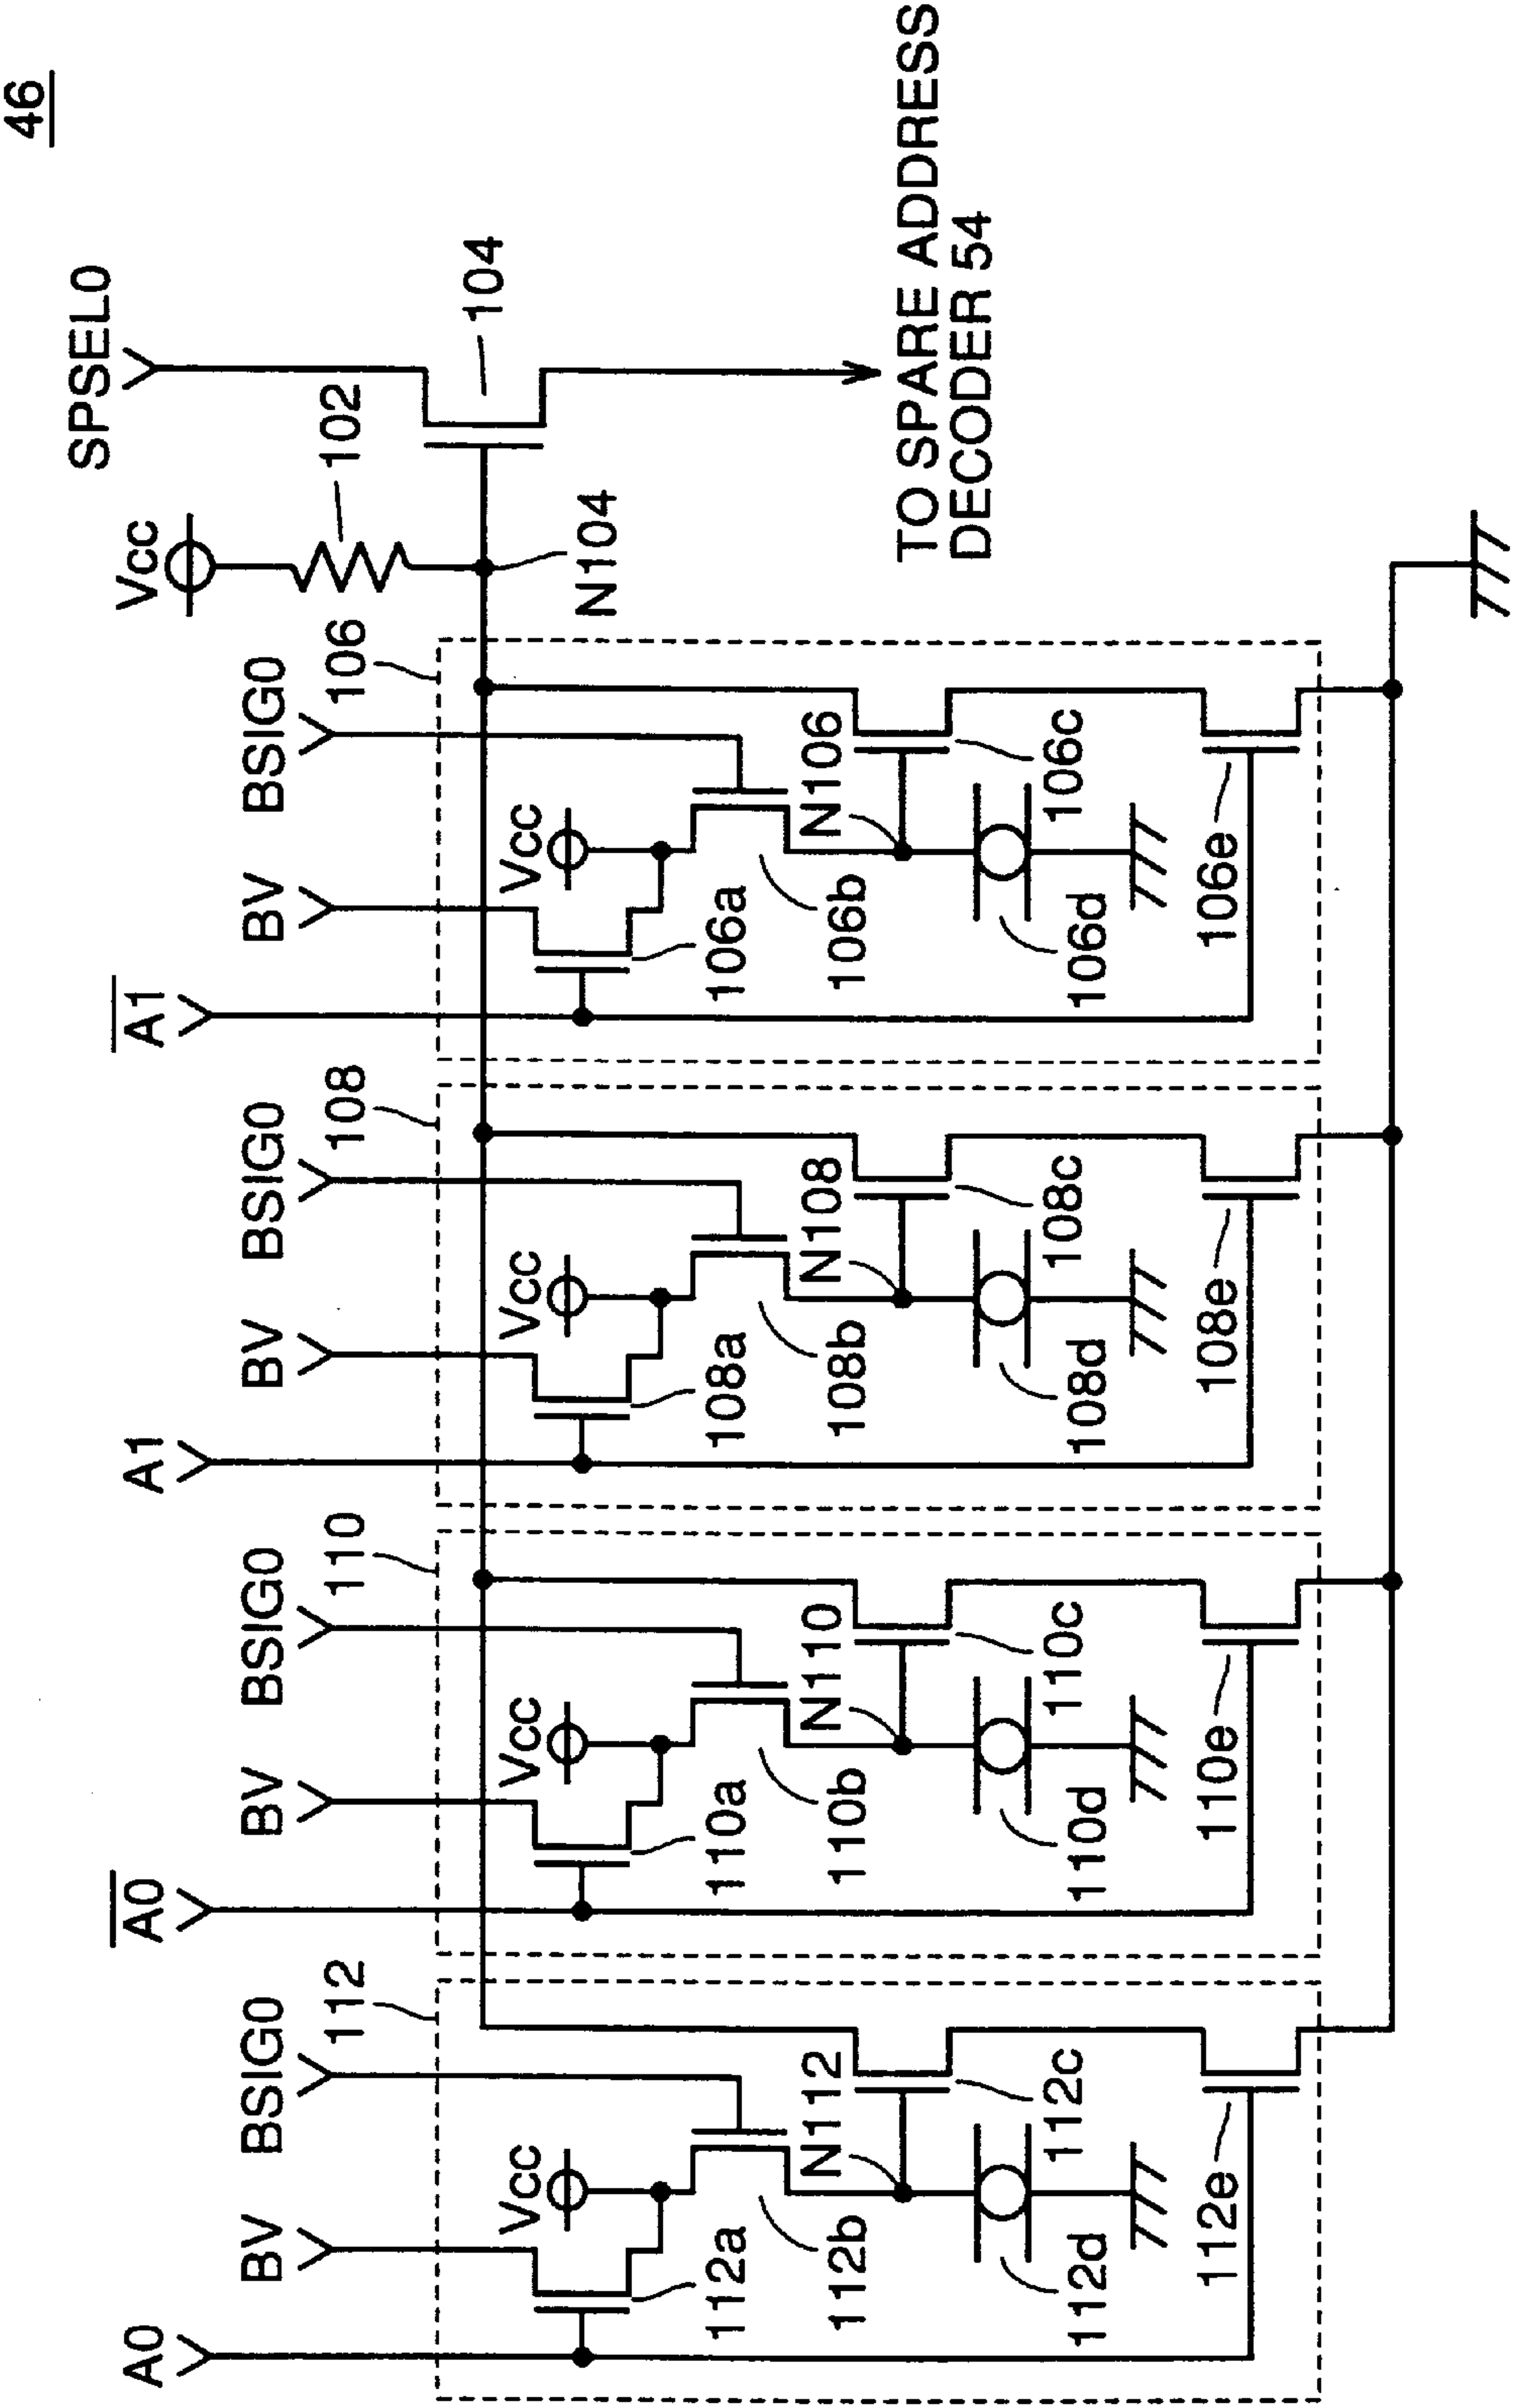 46
SPSEL0
Vcc
102
104
N104
TO SPARE ADDRESS
DECODER 54
A0
BV
BSIG0
112
Vcc
112a
112b
N112
112c
112d
112e
A0
BV
BSIG0
110
Vcc
110a
110b
N110
110c
110d
110e
A1
BV
BSIG0
108
Vcc
108a
108b
N108
108c
108d
108e
A1
BV
BSIG0
106
Vcc
106a
106b
N106
106c
106d
106e